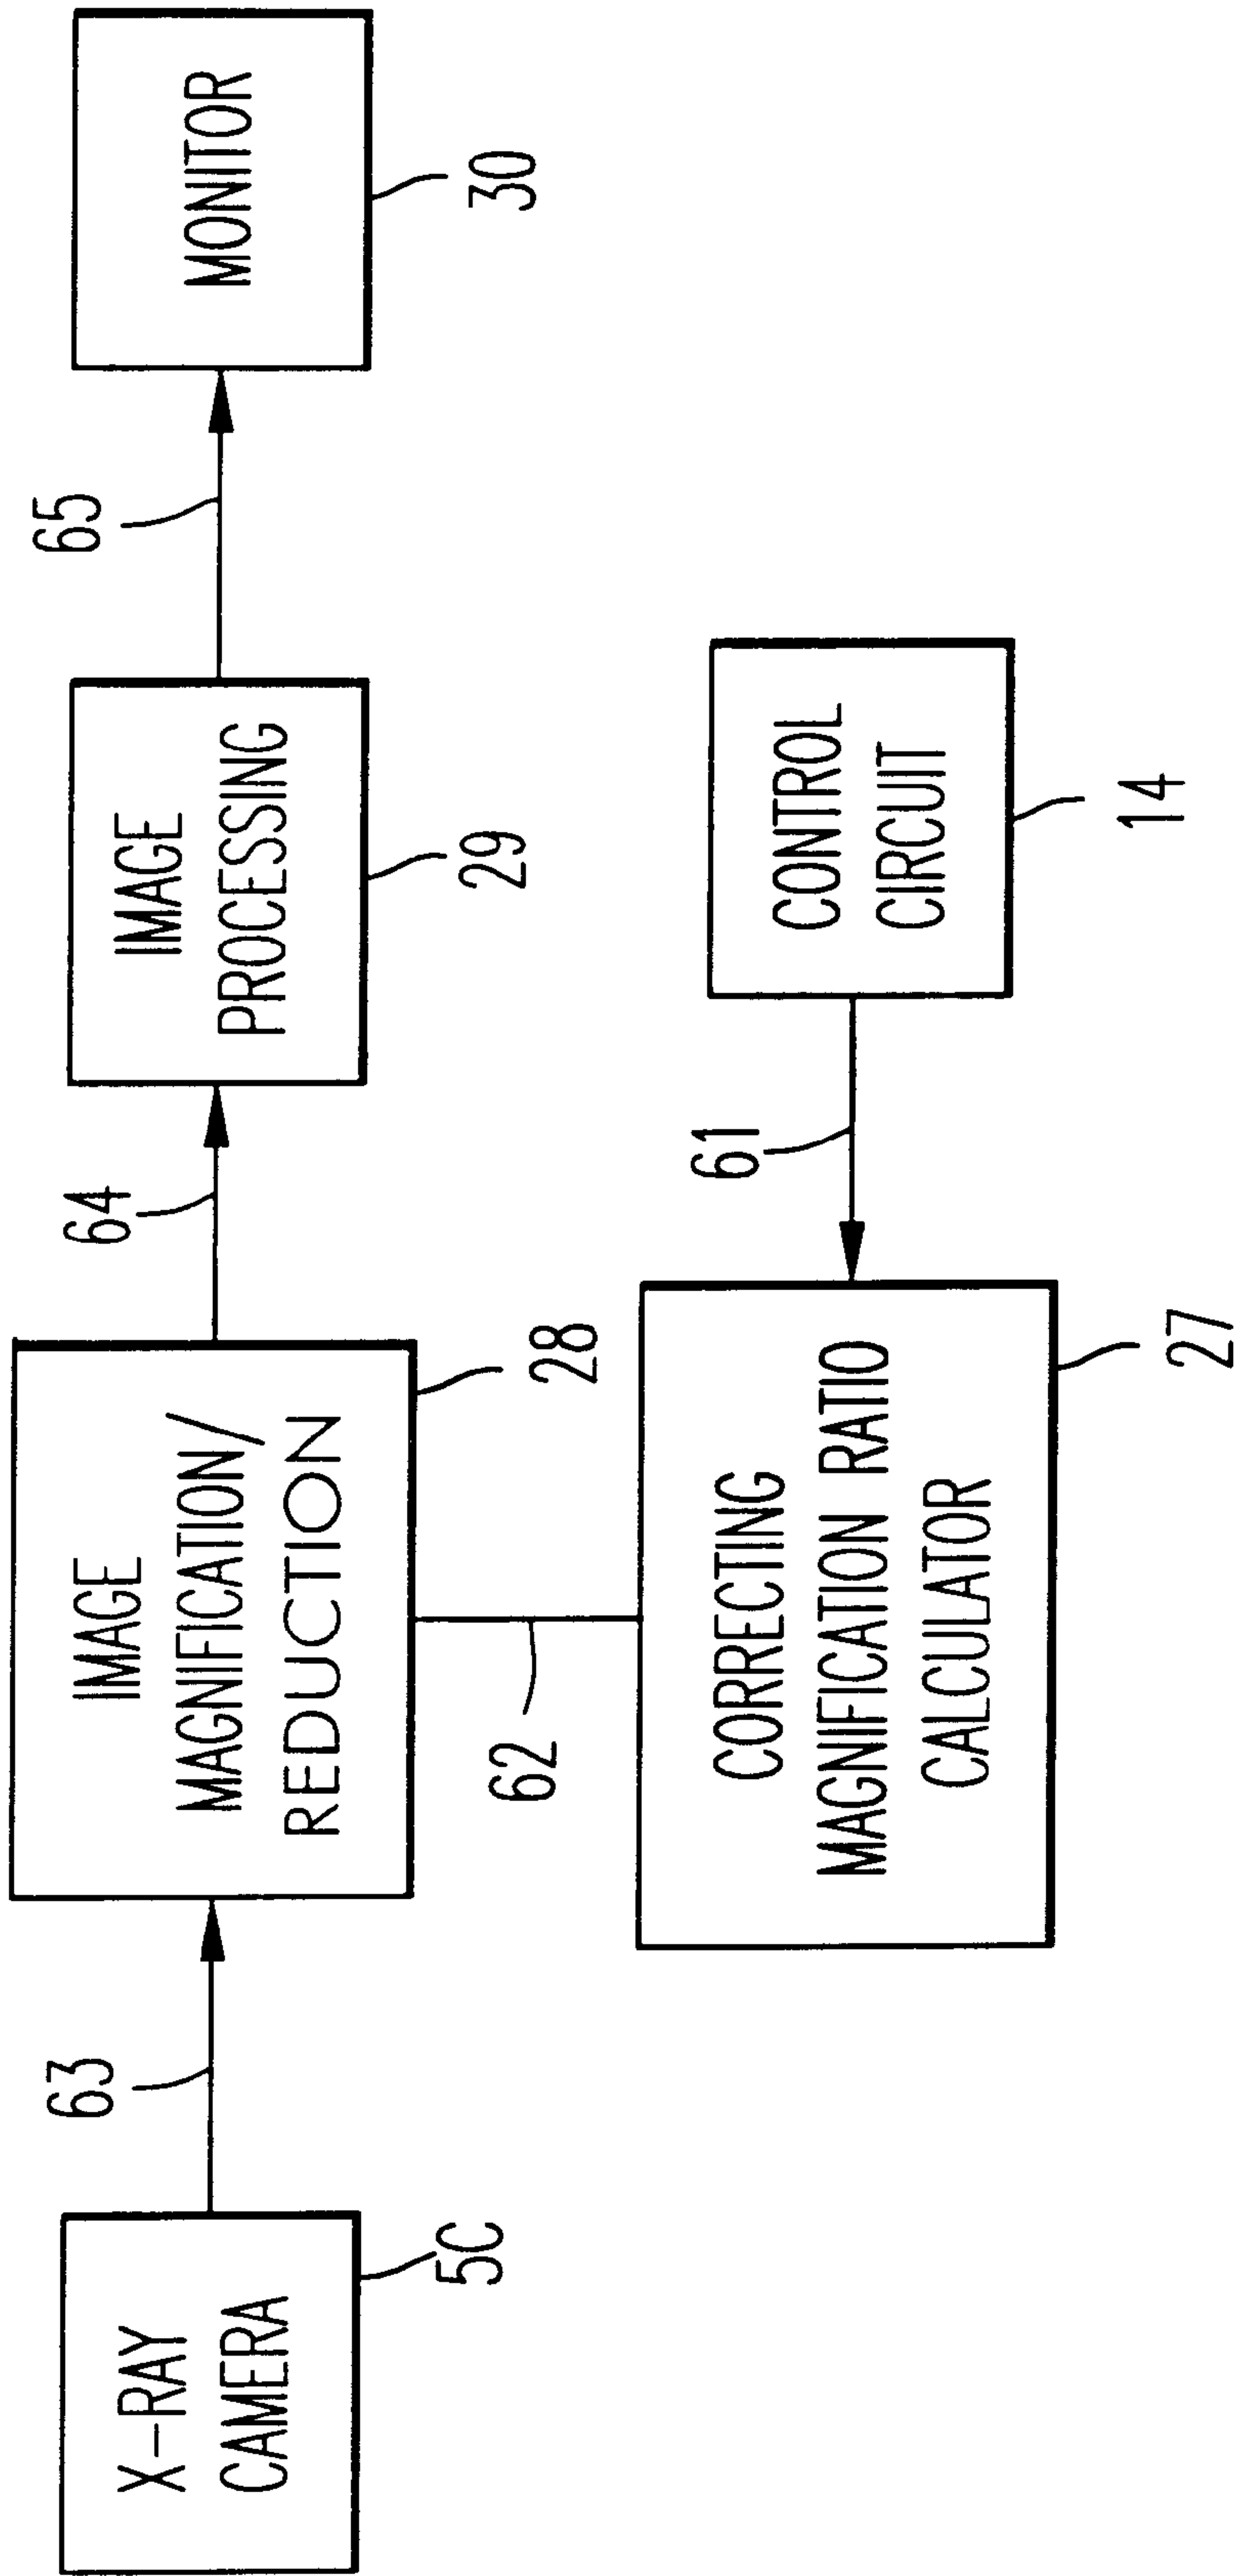 X-RAY
CAMERA
5C
63
IMAGE
MAGNIFICATION/
REDUCTION
28
64
IMAGE
PROCESSING
29
65
MONITOR
30
62
CORRECTING
MAGNIFICATION RATIO
CALCULATOR
27
61
CONTROL
CIRCUIT
14